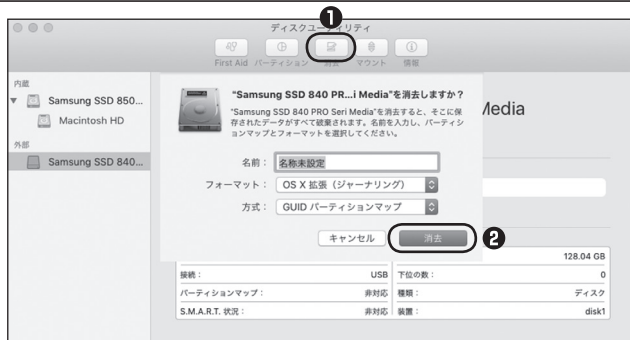 ❶
ディスクユーティリティ
First Aid パーティション 消去 マウント 情報
内蔵
Samsung SSD 850...
Macintosh HD
外部
Samsung SSD 840...
"Samsung SSD 840 PR...i Media"を消去しますか？
"Samsung SSD 840 PRO Seri Media"を消去すると、そこに保
存されたデータがすべて破棄されます。名前を入力し、パーティシ
ョンマップとフォーマットを選択してください。
名前： 名称未設定
フォーマット： OS X 拡張（ジャーナリング）
方式： GUID パーティションマップ
キャンセル 消去 ❷
Media
128.04 GB
接続： USB 下位の数： 0
パーティションマップ： 非対応 種類： ディスク
S.M.A.R.T. 状況： 非対応 装置： disk1